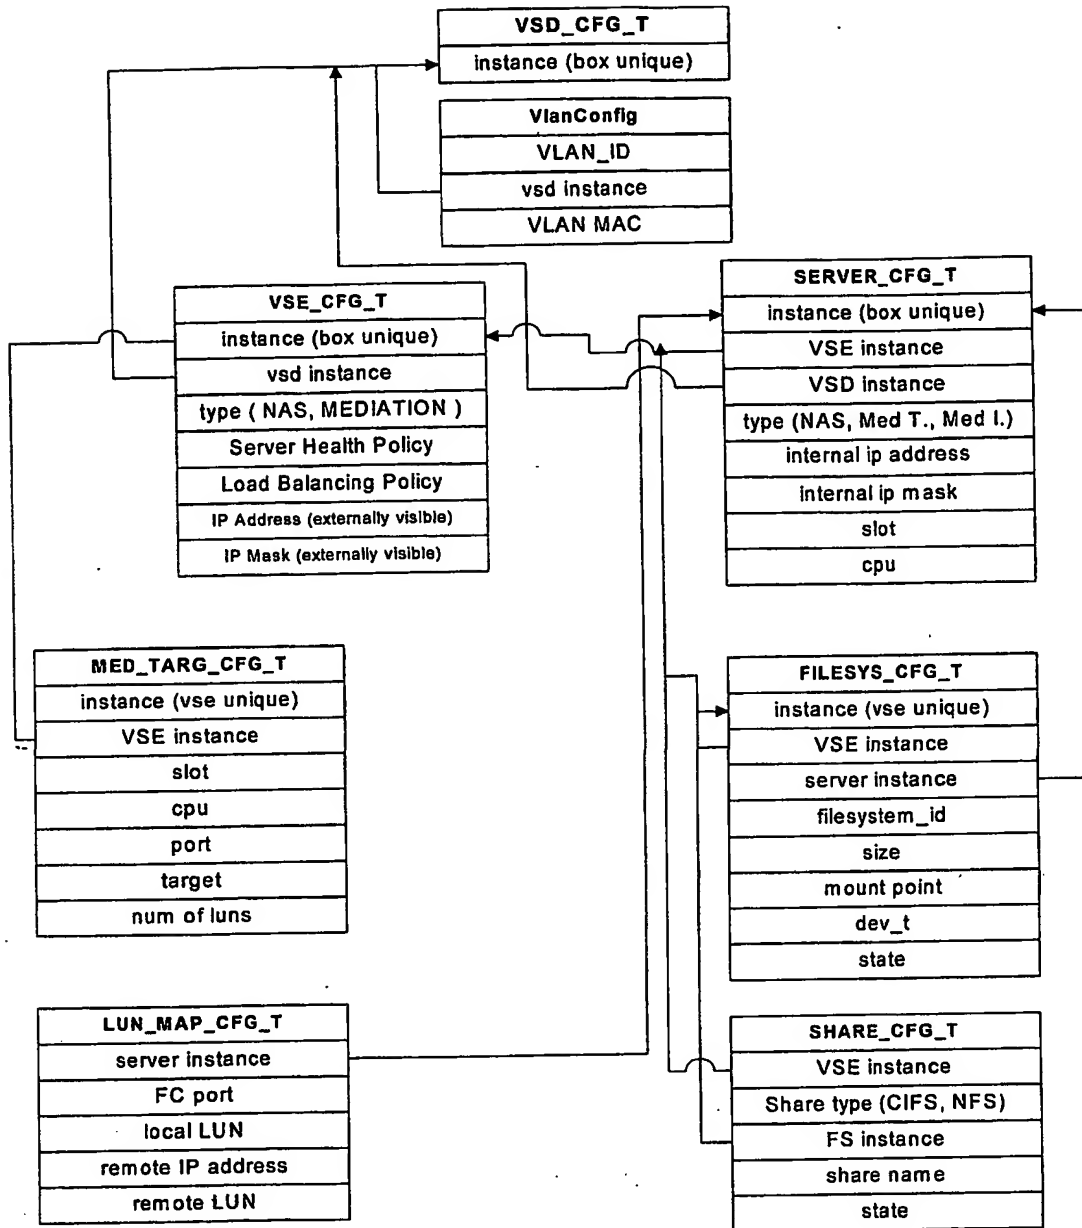 VSD_CFG_T
instance (box unique)
VlanConfig
VLAN_ID
vsd instance
VLAN MAC
VSE_CFG_T
instance (box unique)
vsd instance
type ( NAS, MEDIATION )
Server Health Policy
Load Balancing Policy
IP Address (externally visible)
IP Mask (externally visible)
SERVER_CFG_T
instance (box unique)
VSE instance
VSD instance
type (NAS, Med T., Med I.)
internal ip address
internal ip mask
slot
cpu
MED_TARG_CFG_T
instance (vse unique)
VSE instance
slot
cpu
port
target
num of luns
FILESYS_CFG_T
instance (vse unique)
VSE instance
server instance
filesystem_id
size
mount point
dev_t
state
LUN_MAP_CFG_T
server instance
FC port
local LUN
remote IP address
remote LUN
SHARE_CFG_T
VSE instance
Share type (CIFS, NFS)
FS instance
share name
state